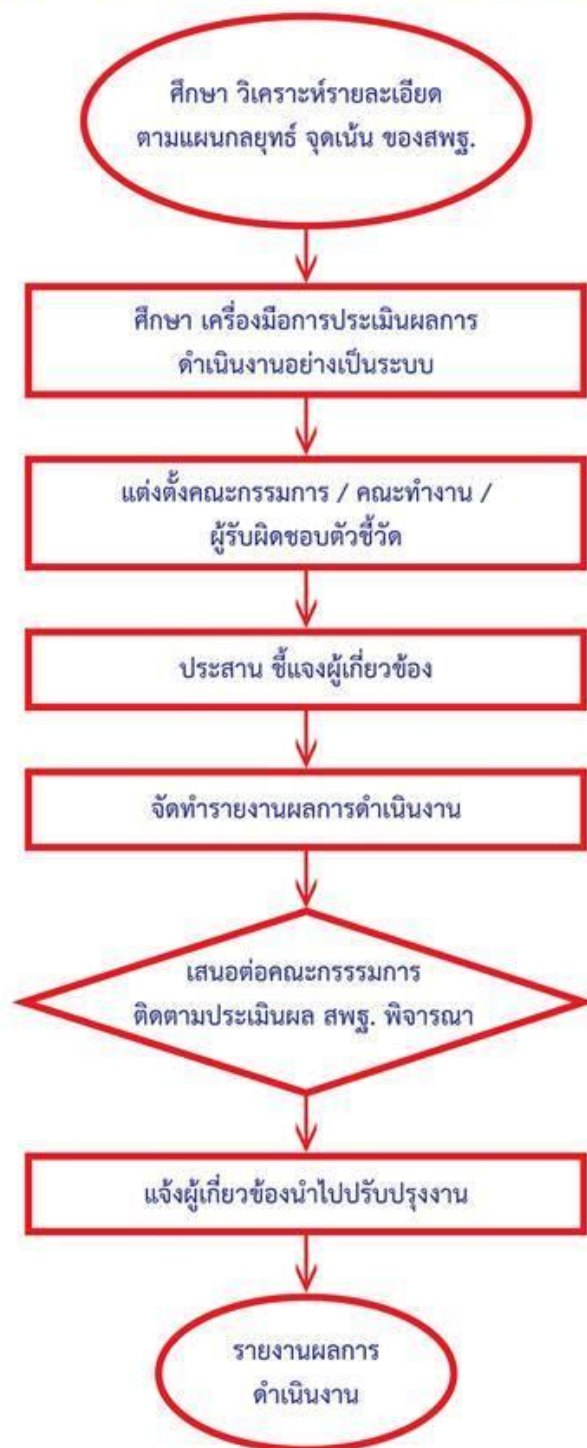 ศึกษา วิเคราะห์รายละเอียด
ตามแผนกลยุทธ์ จุดเน้น ของสพฐ.
ศึกษา เครื่องมือการประเมินผลการ
ดำเนินงานอย่างเป็นระบบ
แต่งตั้งคณะกรรมการ / คณะทำงาน /
ผู้รับผิดชอบตัวชี้วัด
ประสาน ชี้แจงผู้เกี่ยวข้อง
จัดทำรายงานผลการดำเนินงาน
เสนอต่อคณะกรรรมการ
ติดตามประเมินผล สพฐ. พิจารณา
แจ้งผู้เกี่ยวข้องนำไปปรับปรุงงาน
รายงานผลการ
ดำเนินงาน